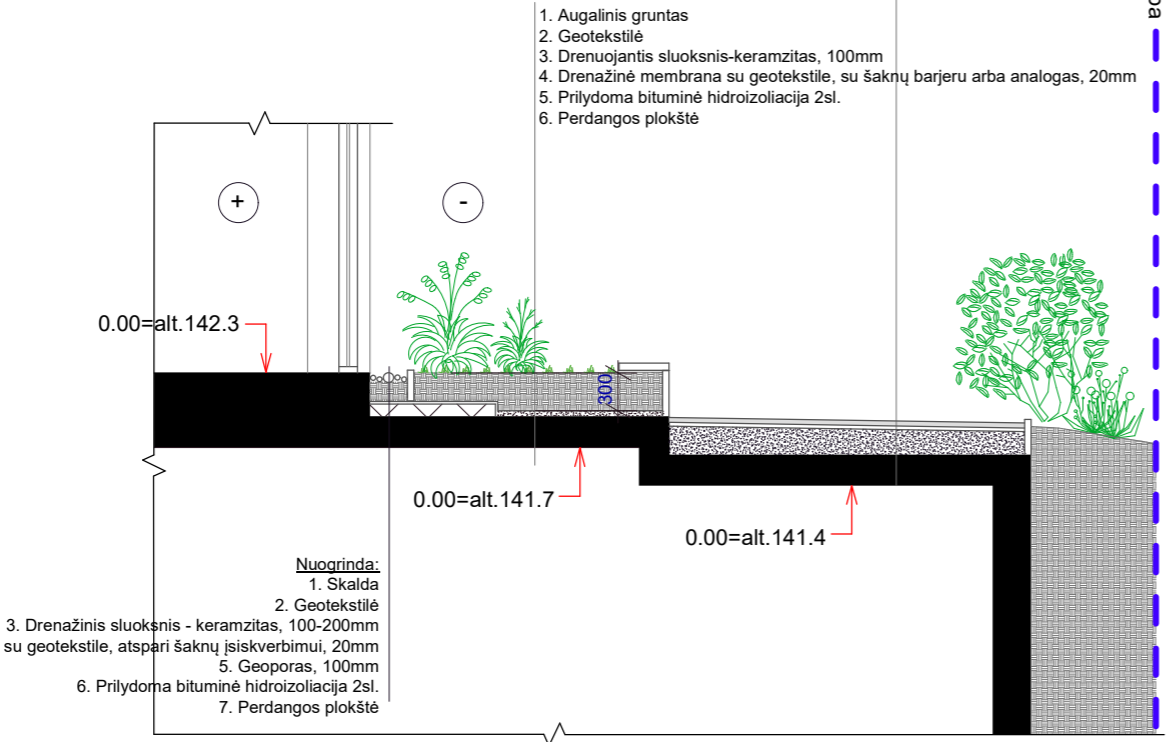 1. Augalinis gruntas
2. Geotekstilė
3. Drenuojantis sluoksnis-keramzitas, 100mm
4. Drenažinė membrana su geotekstile, su šaknų barjeru arba analogas, 20mm
5. Prilydoma bituminė hidroizoliacija 2sl.
6. Perdangos plokštė
+
-
0.00=alt.142.3
300
0.00=alt.141.7
0.00=alt.141.4
Nuogrinda:
1. Skalda
2. Geotekstilė
3. Drenažinis sluoksnis - keramzitas, 100-200mm
su geotekstile, atspari šaknų įsiskverbimui, 20mm
5. Geoporas, 100mm
6. Prilydoma bituminė hidroizoliacija 2sl.
7. Perdangos plokštė